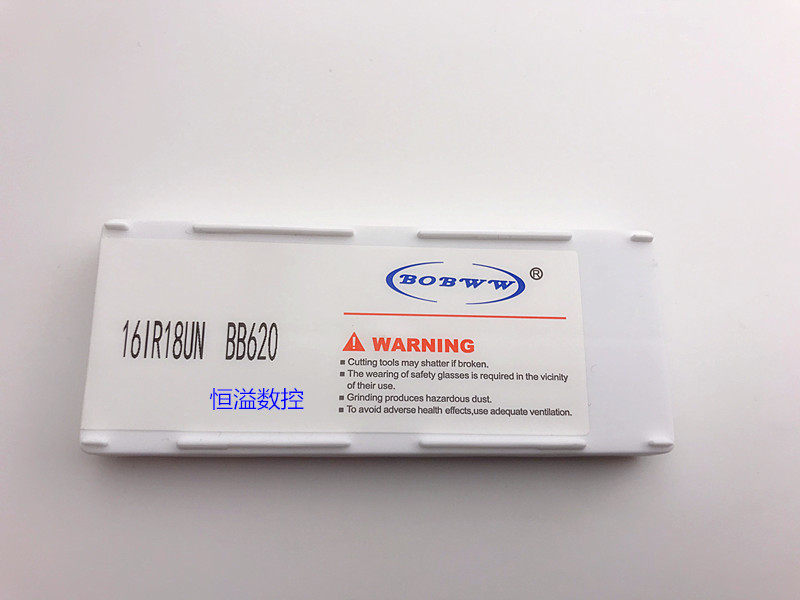 BOBWW®
16IR18UN BB620
WARNING
Cutting tools may shatter if broken.
The wearing of safety glasses is required in the vicinity
of their use.
Grinding produces hazardous dust.
To avoid adverse health effects,use adequate ventilation.
恒溢数控